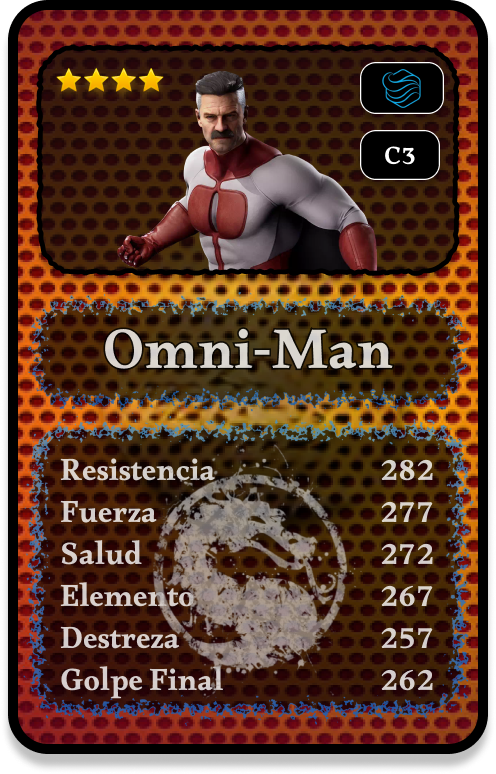 C3
Omni-Man
Resistencia 282
Fuerza 277
Salud 272
Elemento 267
Destreza 257
Golpe Final 262